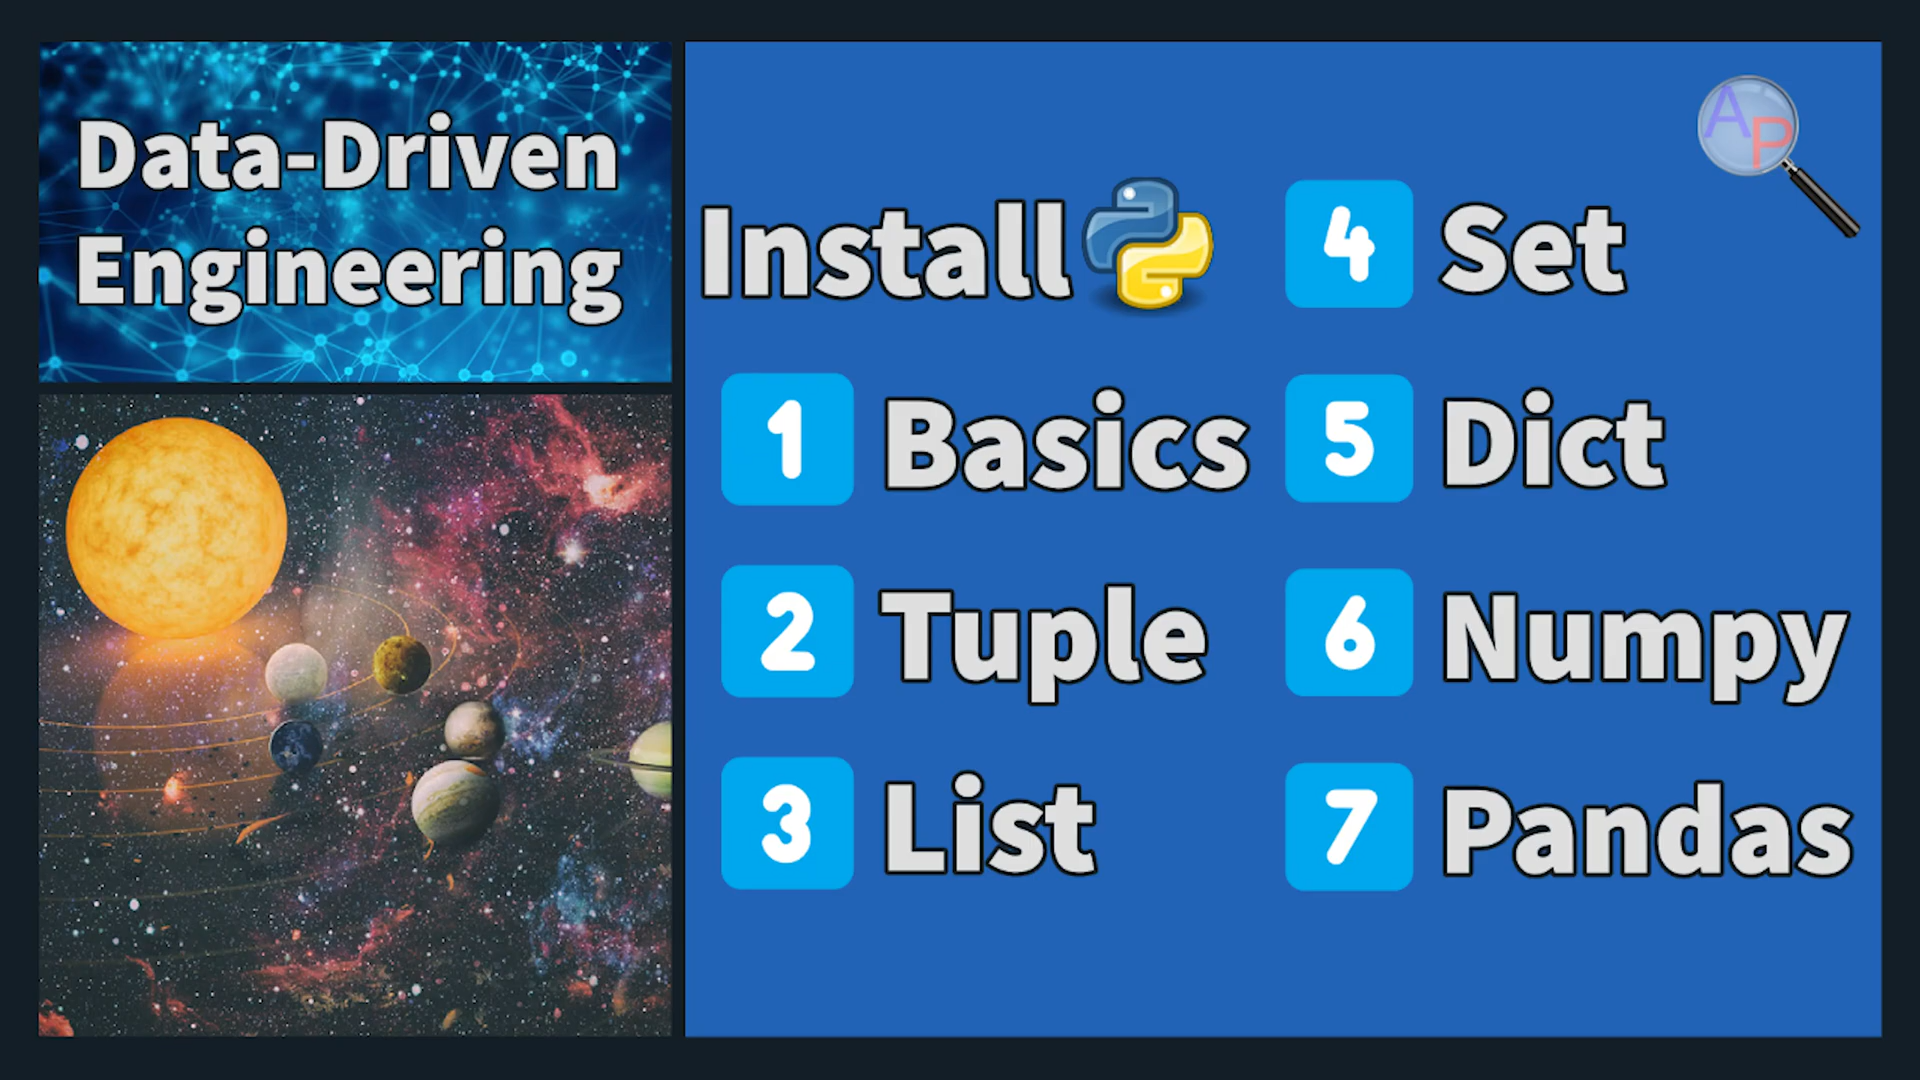 Data-Driven
Engineering
AP
Install
1 Basics
2 Tuple
3 List
4 Set
5 Dict
6 Numpy
7 Pandas